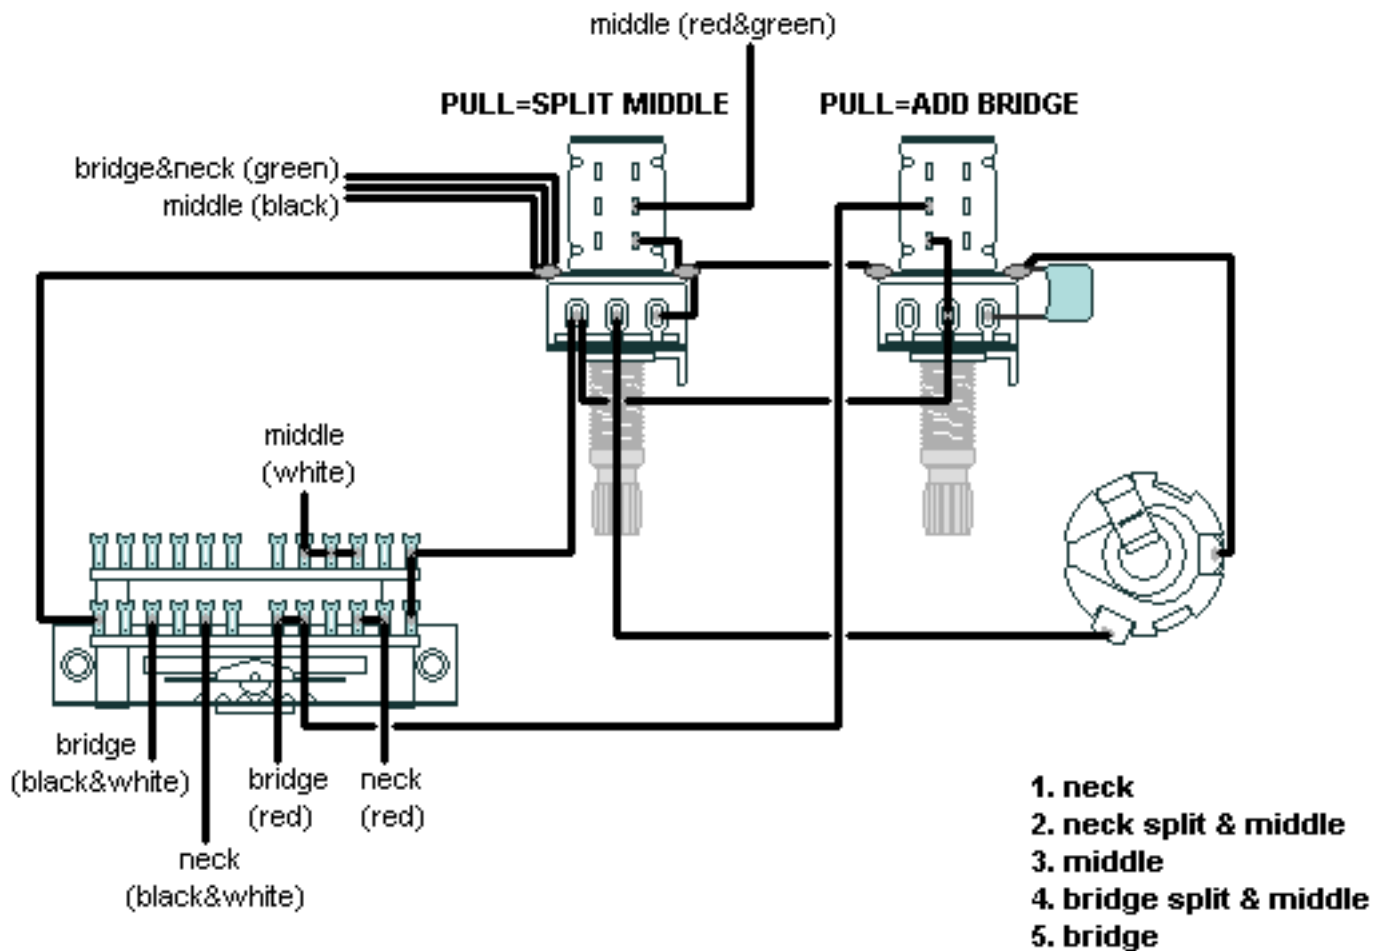 middle (red&green)
PULL=SPLIT MIDDLE
PULL=ADD BRIDGE
bridge&neck (green)
middle (black)
middle
(white)
bridge
(black&white)
bridge
(red)
neck
(red)
neck
(black&white)
1. neck
2. neck split & middle
3. middle
4. bridge split & middle
5. bridge